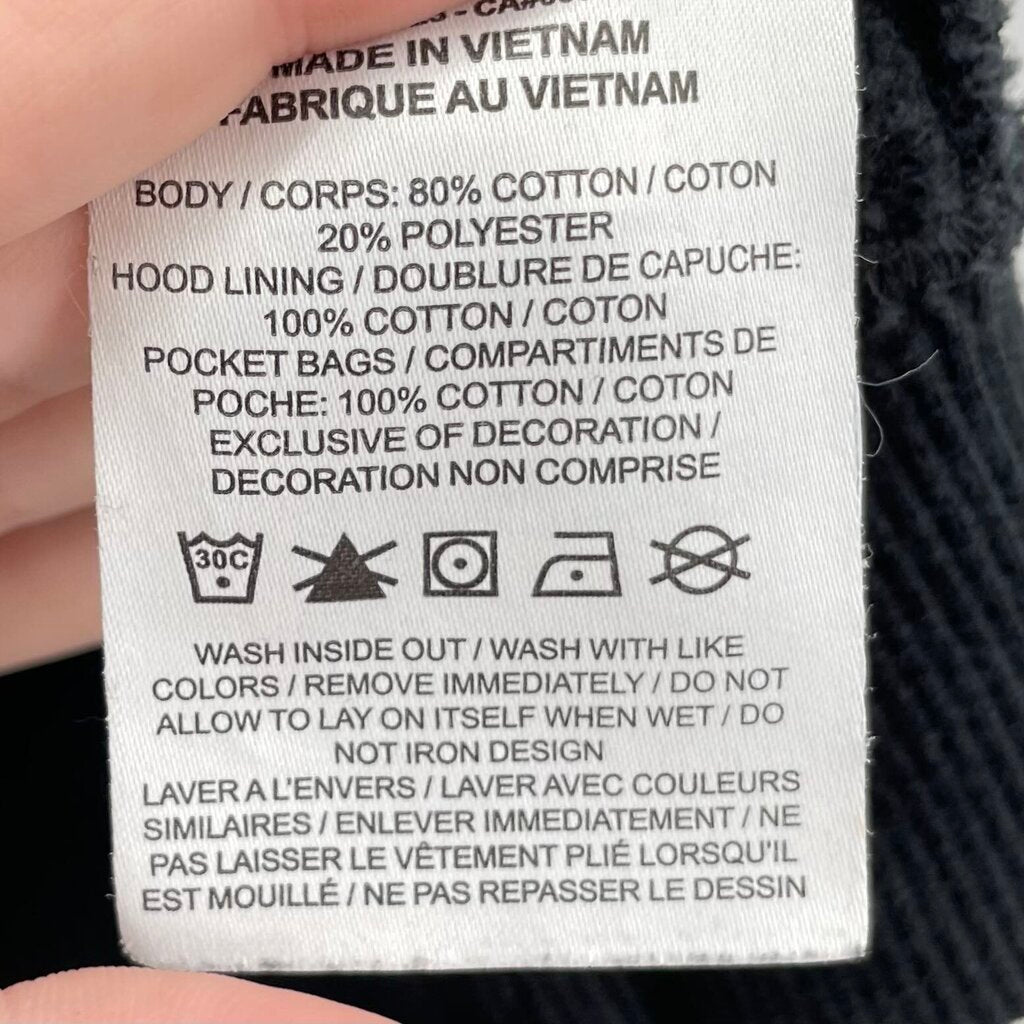 MADE IN VIETNAM
FABRIQUE AU VIETNAM
BODY / CORPS: 80% COTTON / COTON
20% POLYESTER
HOOD LINING / DOUBLURE DE CAPUCHE:
100% COTTON / COTON
POCKET BAGS / COMPARTIMENTS DE
POCHE: 100% COTTON / COTON
EXCLUSIVE OF DECORATION /
DECORATION NON COMPRISE
30C
WASH INSIDE OUT / WASH WITH LIKE
COLORS / REMOVE IMMEDIATELY / DO NOT
ALLOW TO LAY ON ITSELF WHEN WET / DO
NOT IRON DESIGN
LAVER A L'ENVERS / LAVER AVEC COULEURS
SIMILAIRES / ENLEVER IMMEDIATEMENT / NE
PAS LAISSER LE VÊTEMENT PLIÉ LORSQU'IL
EST MOUILLÉ / NE PAS REPASSER LE DESSIN